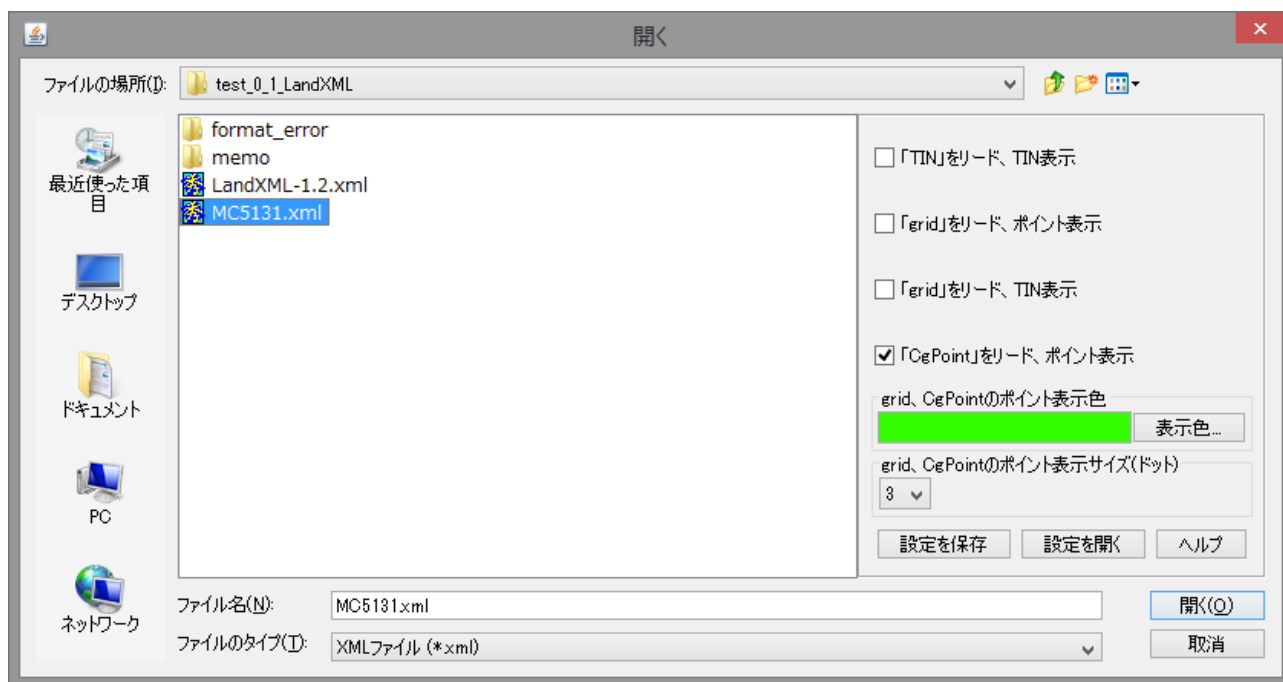 開く
ファイルの場所(I):
test_0_1_LandXML
最近使った項目
デスクトップ
ドキュメント
PC
ネットワーク
format_error
memo
LandXML-1.2.xml
MC5131.xml
「TIN」をリード、TIN表示
「grid」をリード、ポイント表示
「grid」をリード、TIN表示
「CgPoint」をリード、ポイント表示
grid、CgPointのポイント表示色
表示色...
grid、CgPointのポイント表示サイズ(ドット)
3
設定を保存
設定を開く
ヘルプ
ファイル名(N):
MC5131.xml
開く(O)
ファイルのタイプ(T):
XMLファイル (*.xml)
取消